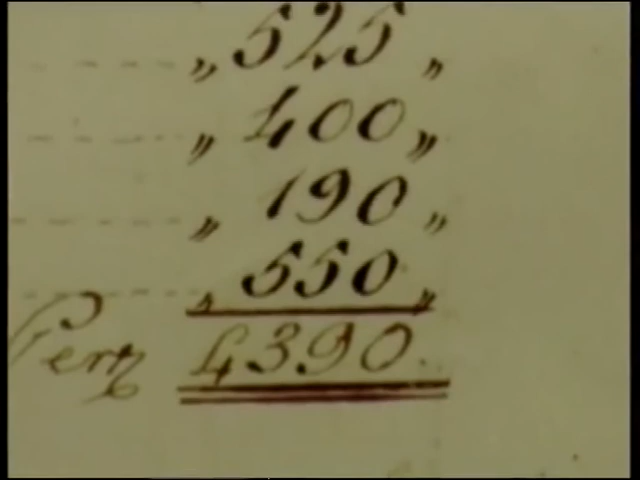 „ 525 „
„ 400 „
„ 190 „
„ 550 „
4390